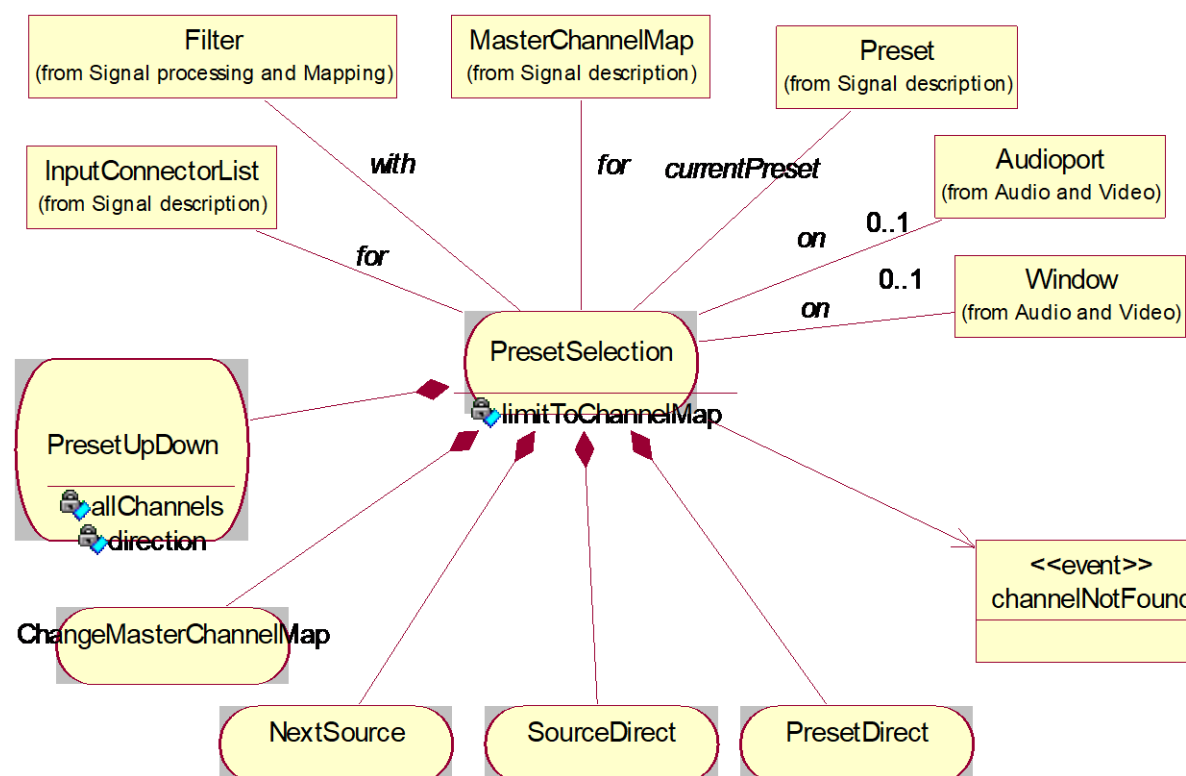 Filter
(from Signal processing and Mapping)
MasterChannelMap
(from Signal description)
Preset
(from Signal description)
InputConnectorList
(from Signal description)
Audioport
(from Audio and Video)
Window
(from Audio and Video)
with
for
currentPreset
for
on
0..1
on
0..1
PresetSelection
limitToChannelMap
PresetUpDown
allChannels
direction
ChangeMasterChannelMap
NextSource
SourceDirect
PresetDirect
<<event>>
channelNotFound